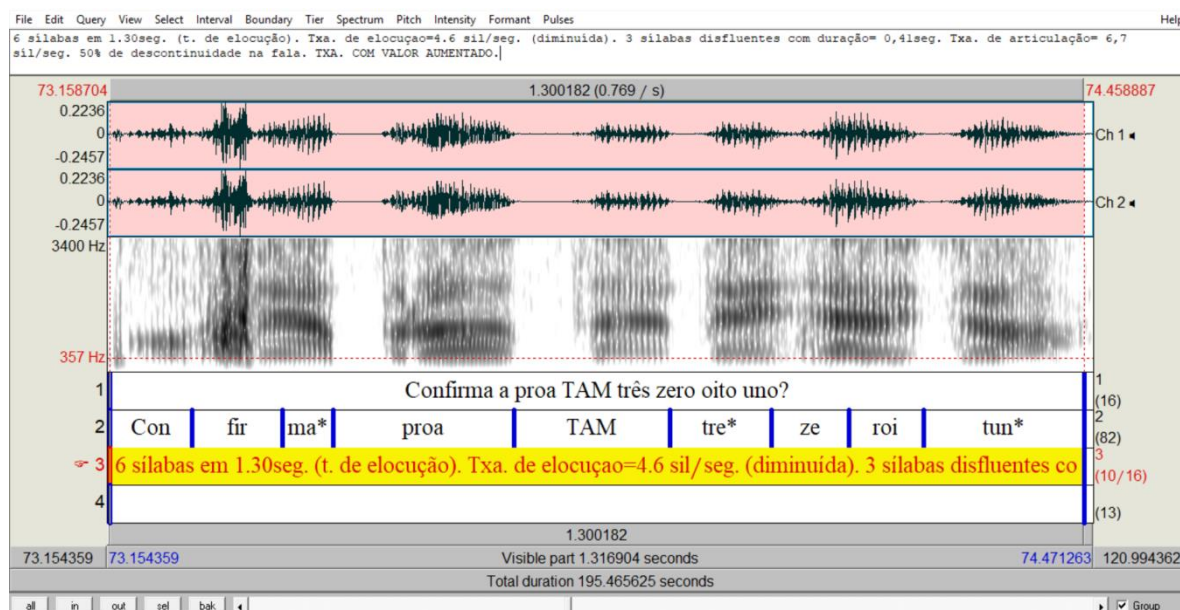 File Edit Query View Select Interval Boundary Tier Spectrum Pitch Intensity Formant Pulses Help
6 sílabas em 1.30seg. (t. de elocução). Txa. de elocucao=4.6 sil/seg. (diminuída). 3 sílabas disfluentes com duração= 0,41seg. Txa. de articulação= 6,7
sil/seg. 50% de descontinuidade na fala. TXA. COM VALOR AUMENTADO.
73.158704 1.300182 (0.769 / s) 74.458887
0.2236
0 Ch 1
-0.2457
0.2236
0 Ch 2
-0.2457
3400 Hz
357 Hz
1 Confirma a proa TAM três zero oito uno? 1
(16)
2 Con fir ma* proa TAM tre* ze roi tun* 2
(82)
3 6 sílabas em 1.30seg. (t. de elocução). Txa. de elocuçao=4.6 sil/seg. (diminuída). 3 sílabas disfluentes co 3
(10/16)
4
(13)
1.300182
73.154359 73.154359 Visible part 1.316904 seconds 74.471263 120.994362
Total duration 195.465625 seconds
all in out sel bak Group